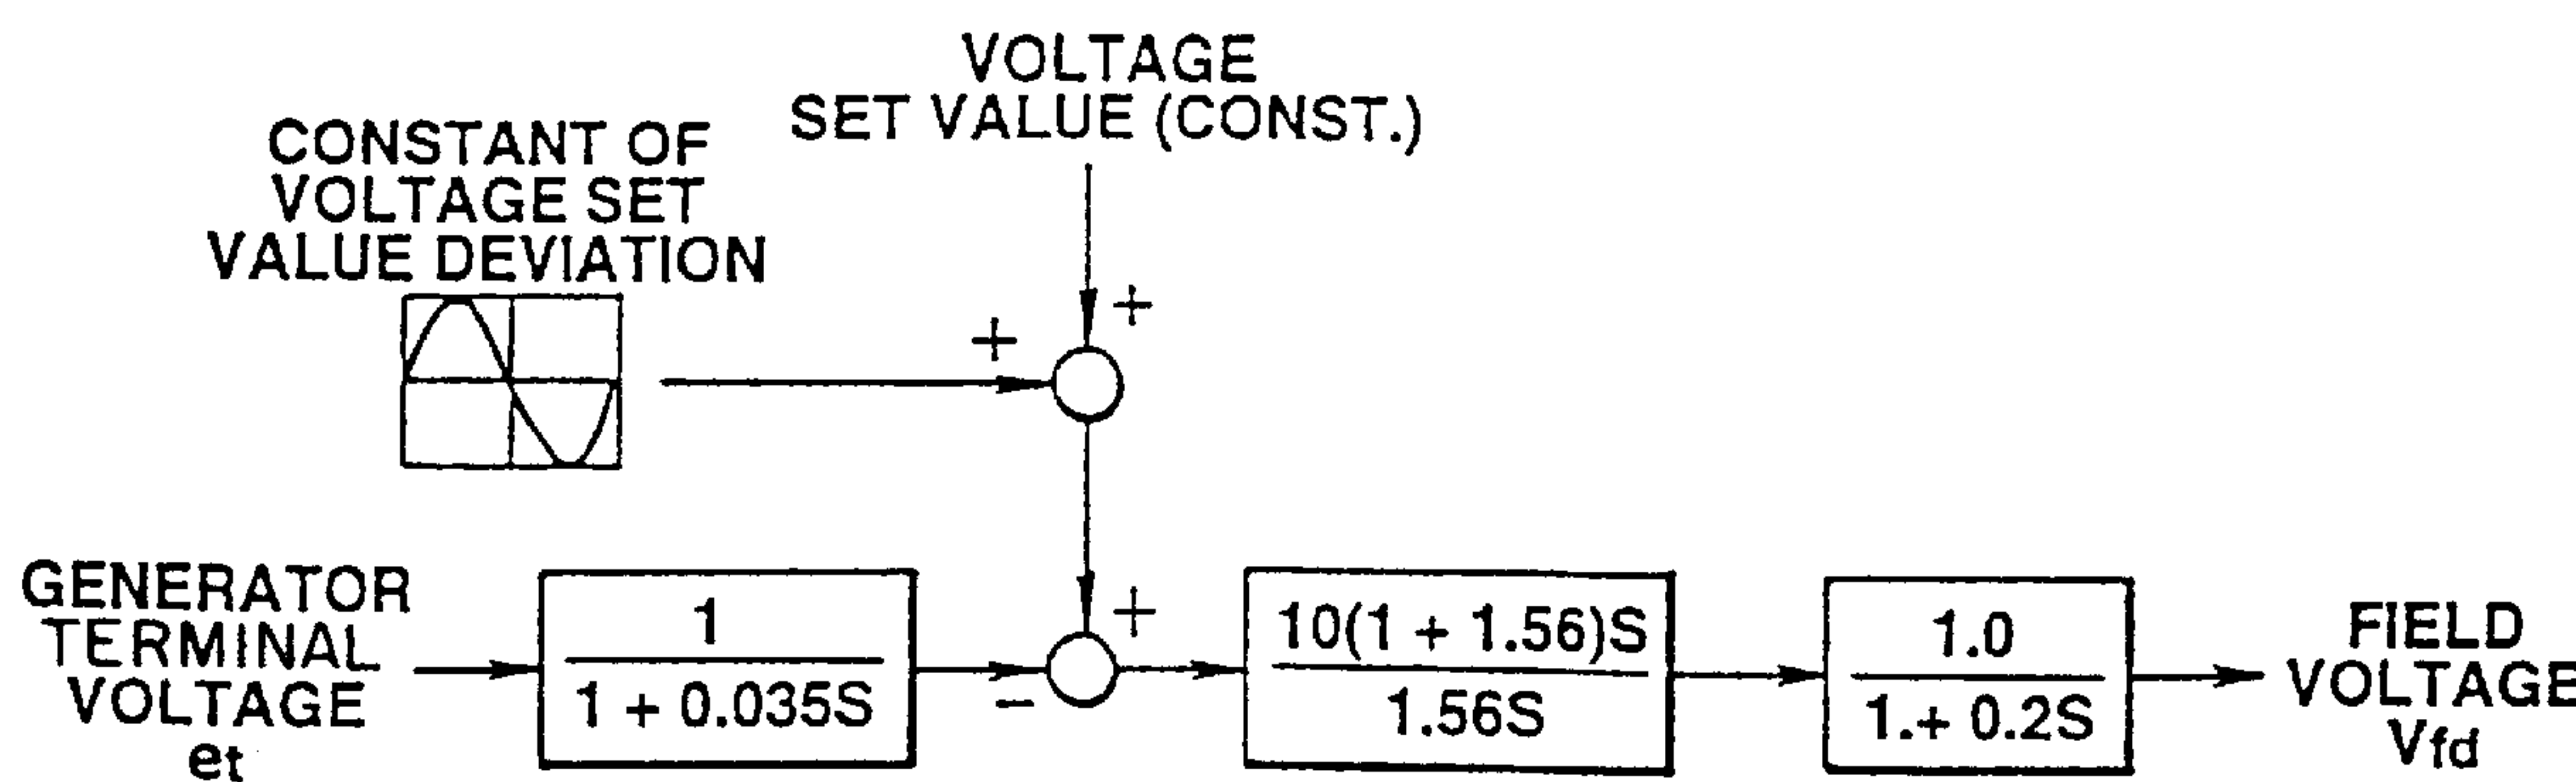 VOLTAGE
SET VALUE (CONST.)
CONSTANT OF
VOLTAGE SET
VALUE DEVIATION
+
+
GENERATOR
TERMINAL
VOLTAGE
et
1
1 + 0.035S
+
−
10(1 + 1.56)S
1.56S
1.0
1.+ 0.2S
FIELD
VOLTAGE
Vfd